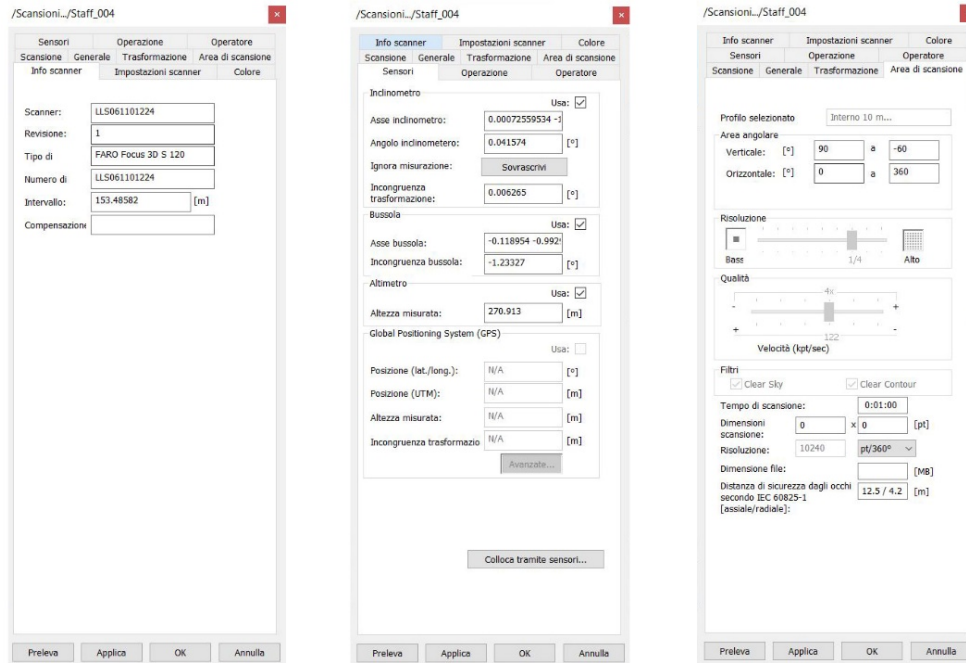 /Scansioni.../Staff_004
Sensori Operazione Operatore
Scansione Generale Trasformazione Area di scansione
Info scanner Impostazioni scanner Colore
Scanner: LLS061101224
Revisione: 1
Tipo di FARO Focus 3D S 120
Numero di LLS061101224
Intervallo: 153.48582 [m]
Compensazione
Preleva Applica OK Annulla
/Scansioni.../Staff_004
Info scanner Impostazioni scanner Colore
Scansione Generale Trasformazione Area di scansione
Sensori Operazione Operatore
Inclinometro
Usa:
Asse inclinometro: 0.00072559534 -1
Angolo inclinometero: 0.041574 [°]
Ignora misurazione: Sovrascrivi
Incongruenza
trasformazione: 0.006265 [°]
Bussola
Usa:
Asse bussola: -0.118954 -0.992
Incongruenza bussola: -1.23327 [°]
Altimetro
Usa:
Altezza misurata: 270.913 [m]
Global Positioning System (GPS)
Usa:
Posizione (lat./long.): N/A [°]
Posizione (UTM): N/A [m]
Altezza misurata: N/A [m]
Incongruenza trasformazio N/A [m]
Avanzate...
Colloca tramite sensori...
Preleva Applica OK Annulla
/Scansioni.../Staff_004
Info scanner Impostazioni scanner Colore
Sensori Operazione Operatore
Scansione Generale Trasformazione Area di scansione
Profilo selezionato Interno 10 m...
Area angolare
Verticale: [°] 90 a -60
Orizzontale: [°] 0 a 360
Risoluzione
Bass 1/4 Alto
Qualità
4x
- +
+ -
122
Velocità (kpt/sec)
Filtri
Clear Sky Clear Contour
Tempo di scansione: 0:01:00
Dimensioni
scansione: 0 x 0 [pt]
Risoluzione: 10240 pt/360°
Dimensione file: [MB]
Distanza di sicurezza dagli occhi
secondo IEC 60825-1 12.5 / 4.2 [m]
[assiale/radiale]:
Preleva Applica OK Annulla